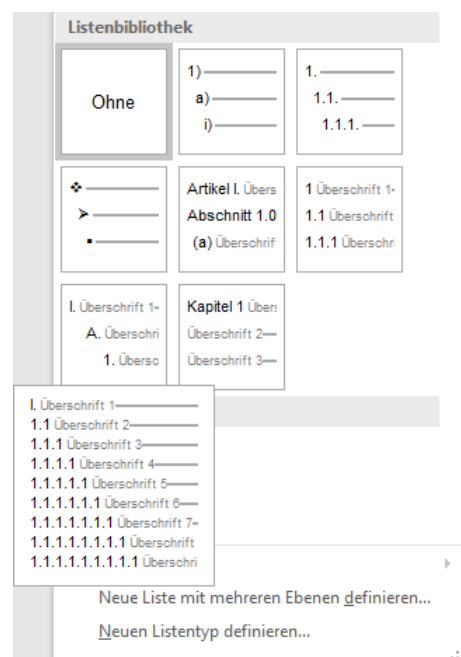 Listenbibliothek
Ohne
1)
a)
i)
1.
1.1.
1.1.1.
Artikel I. Übers
Abschnitt 1.0
(a) Überschrif
1 Überschrift 1
1.1 Überschrift
1.1.1 Überschri
I. Überschrift 1
A. Überschri
1. Übersc
Kapitel 1 Übers
Überschrift 2
Überschrift 3
I. Überschrift 1
1.1 Überschrift 2
1.1.1 Überschrift 3
1.1.1.1 Überschrift 4
1.1.1.1.1 Überschrift 5
1.1.1.1.1.1 Überschrift 6
1.1.1.1.1.1.1 Überschrift 7
1.1.1.1.1.1.1.1 Überschrift
1.1.1.1.1.1.1.1.1 Überschri
Neue Liste mit mehreren Ebenen definieren...
Neuen Listentyp definieren...